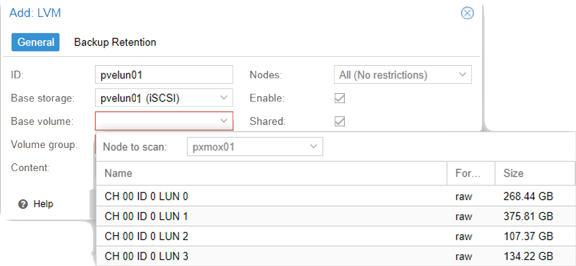 Add: LVM
General Backup Retention
ID: pvelun01 Nodes: All (No restrictions)
Base storage: pvelun01 (iSCSI) Enable:
Base volume: Shared:
Volume group: Node to scan: pxmox01
Content: Name For... Size
CH 00 ID 0 LUN 0 raw 268.44 GB
Help CH 00 ID 0 LUN 1 raw 375.81 GB
CH 00 ID 0 LUN 2 raw 107.37 GB
CH 00 ID 0 LUN 3 raw 134.22 GB